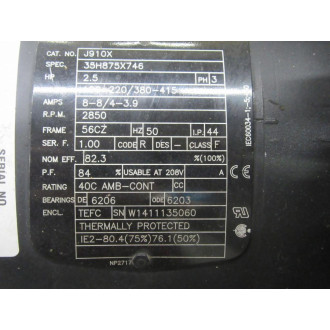 CAT. NO. J910X
SPEC. 35H875X746
HP 2.5 PH 3
220/380-415
AMPS 8-8/4-3.9
R.P.M. 2850
FRAME 56CZ HZ 50 I.P. 44
SER. F. 1.00 CODE R DES - CLASS F
NOM EFF. 82.3 %(100%)
P.F. 84 % USABLE AT 208V A
RATING 40C AMB-CONT CC
BEARINGS DE 6206 ODE 6203
ENCL. TEFC SN W1411135060
THERMALLY PROTECTED
IE2-80.4(75%)76.1(50%)
SERIAL NO